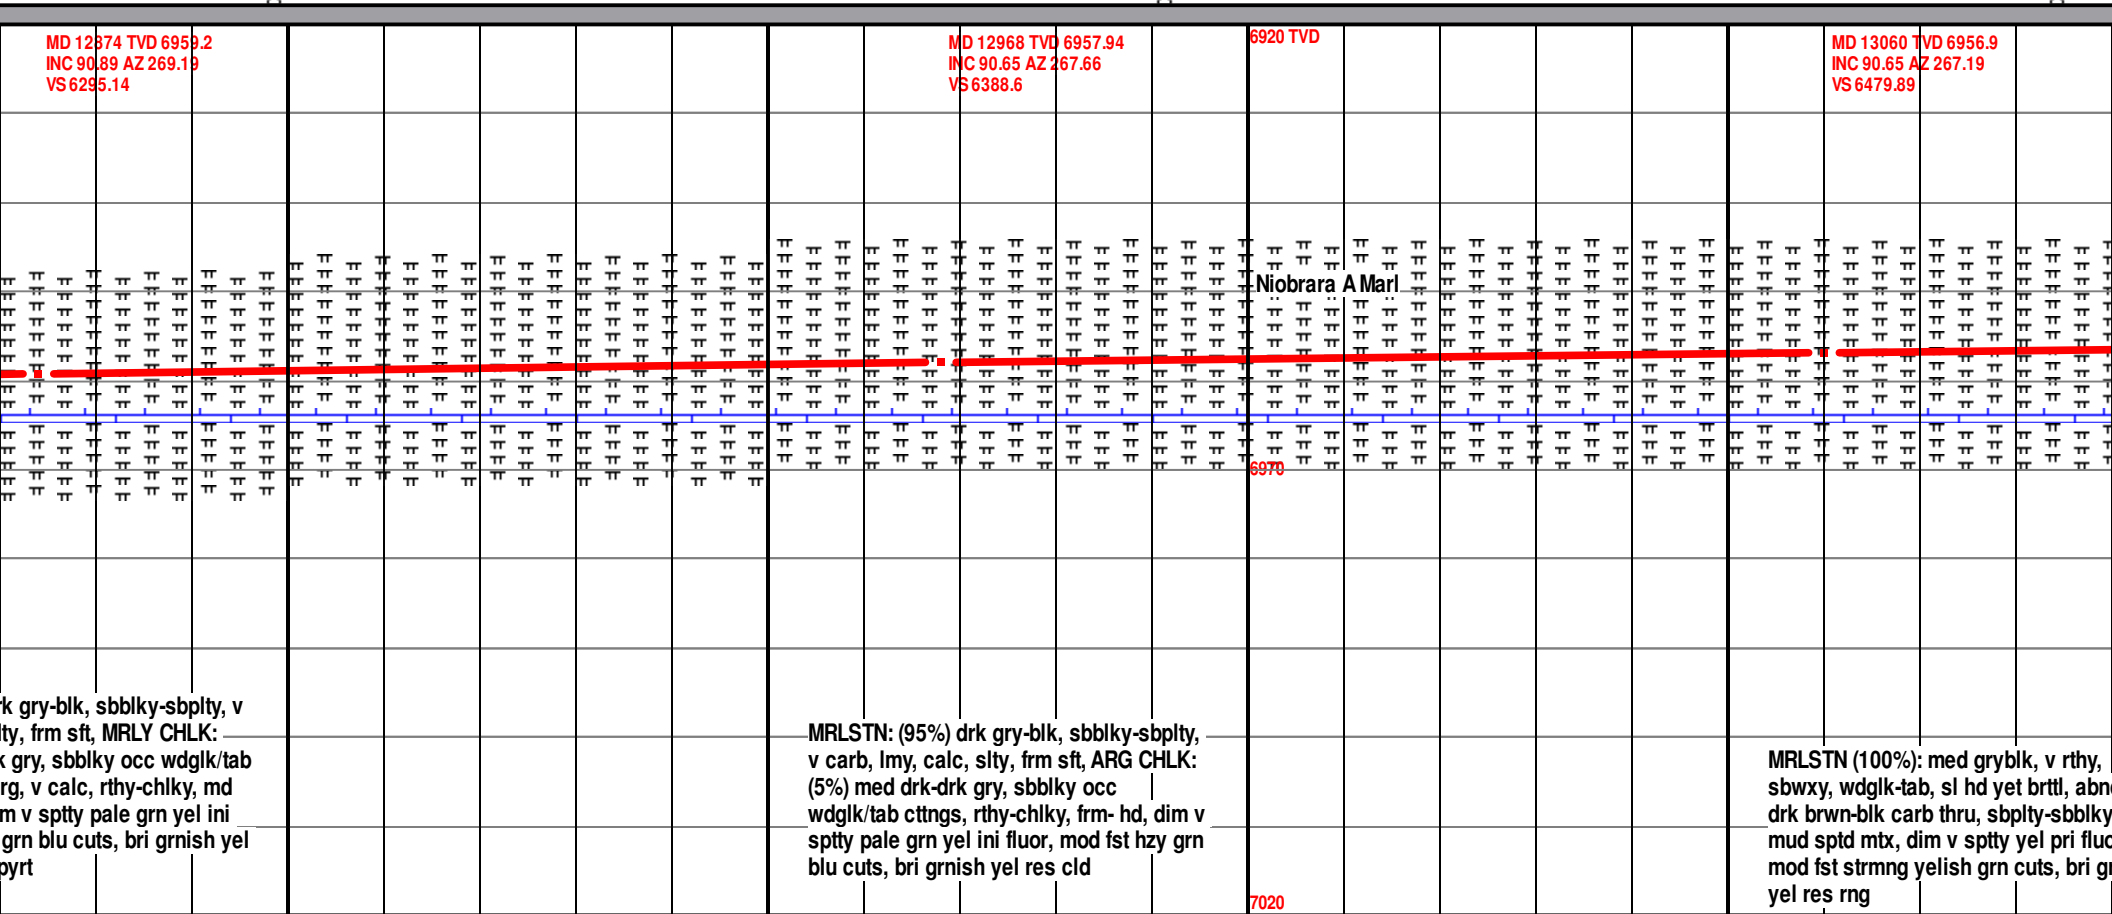 MD 12874 TVD 6959.2
INC 90.89 AZ 269.19
VS 6295.14
MD 12968 TVD 6957.94
INC 90.65 AZ 267.66
VS 6388.6
6920 TVD
MD 13060 TVD 6956.9
INC 90.65 AZ 267.19
VS 6479.89
Niobrara A Marl
6970
rk gry-blk, sbblky-sbplty, v
lty, frm sft, MRLY CHLK:
k gry, sbblky occ wdglk/tab
rg, v calc, rthy-chlky, md
m v sptty pale grn yel ini
grn blu cuts, bri grnish yel
pyrt
MRLSTN: (95%) drk gry-blk, sbblky-sbplty,
v carb, lmy, calc, slty, frm sft, ARG CHLK:
(5%) med drk-drk gry, sbblky occ
wdglk/tab cttngs, rthy-chlky, frm- hd, dim v
sptty pale grn yel ini fluor, mod fst hzy grn
blu cuts, bri grnish yel res cld
MRLSTN (100%): med gryblk, v rthy,
sbwxy, wdglk-tab, sl hd yet brttl, abn
drk brwn-blk carb thru, sbplty-sbblky
mud sptd mtx, dim v sptty yel pri fluo
mod fst strmng yelish grn cuts, bri gr
yel res rng
7020